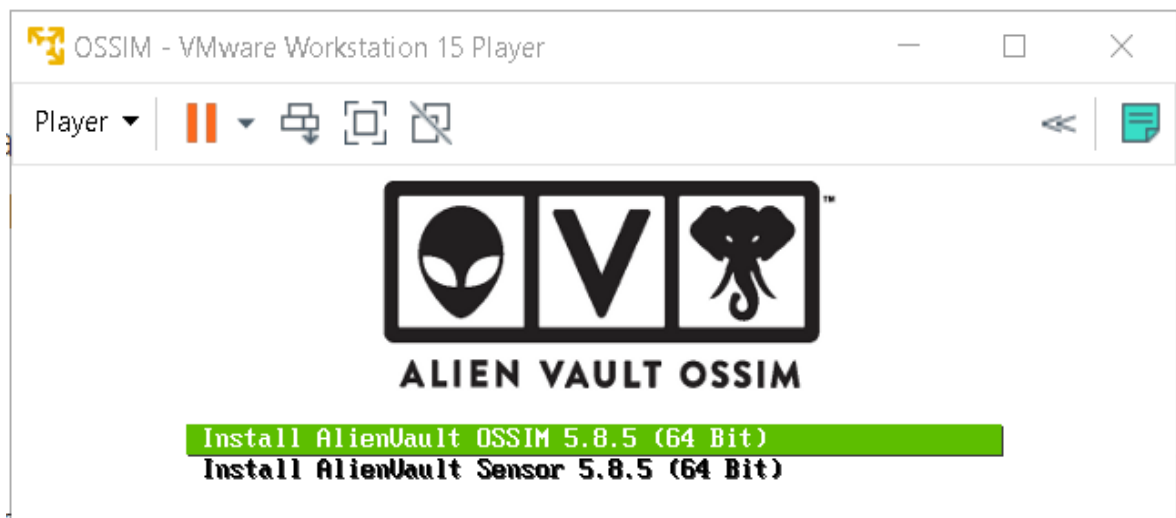 OSSIM - VMware Workstation 15 Player
Player
V ™
ALIEN VAULT OSSIM
Install AlienVault OSSIM 5.8.5 (64 Bit)
Install AlienVault Sensor 5.8.5 (64 Bit)